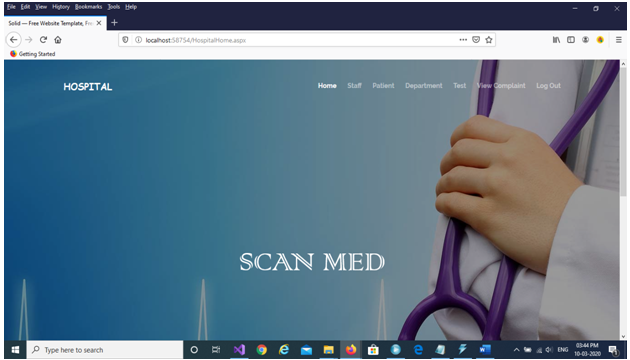 File Edit View History Bookmarks Tools Help
Solid — Free Website Template, Fre
localhost:58754/HospitalHome.aspx
Getting Started
HOSPITAL Home Staff Patient Department Test View Complaint Log Out
SCAN MED
Type here to search
ENG 03:44 PM
10-03-2020